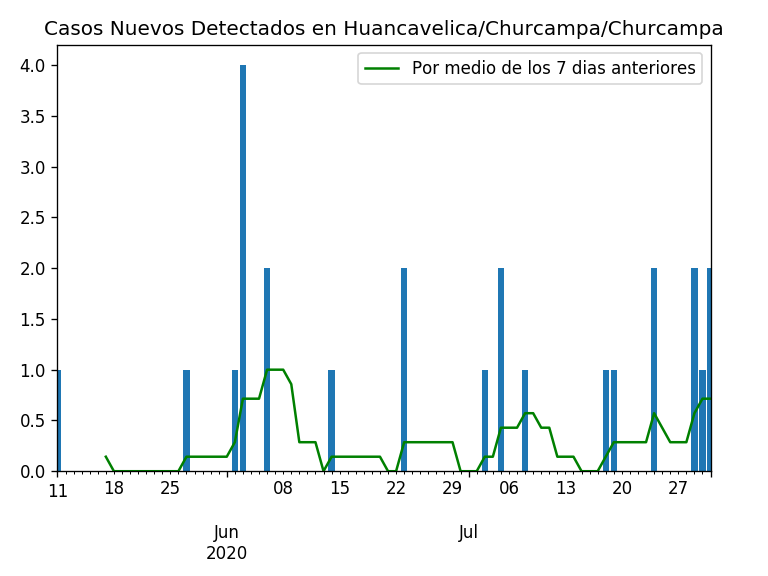 Casos Nuevos Detectados en Huancavelica/Churcampa/Churcampa
Por medio de los 7 dias anteriores
4.0
3.5
3.0
2.5
2.0
1.5
1.0
0.5
0.0
11 18 25 08 15 22 29 06 13 20 27
Jun Jul
2020